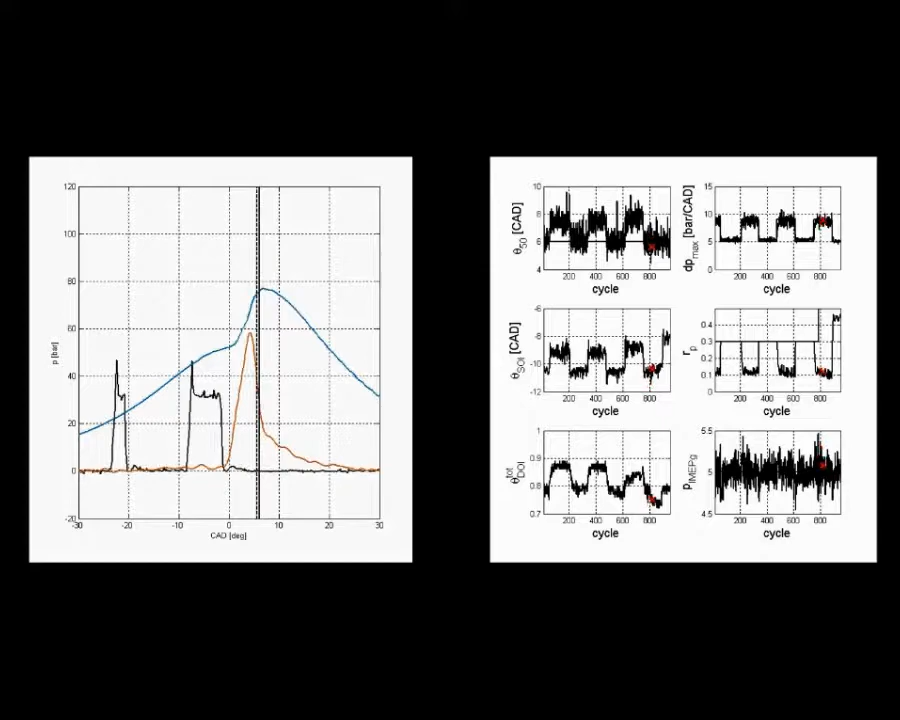 120
100
80
60
40
20
0
-20
p [bar]
-30 -20 -10 0 10 20 30
CAD [deg]
10
8
6
4
θ50 [CAD]
200 400 600 800
cycle
15
10
5
0
dpmax [bar/CAD]
200 400 600 800
cycle
-6
-8
-10
-12
θSOI [CAD]
200 400 600 800
cycle
0.4
0.3
0.2
0.1
0
rp
200 400 600 800
cycle
1
0.9
0.8
0.7
θtotDOI
200 400 600 800
cycle
5.5
5
4.5
pIMEPg
200 400 600 800
cycle